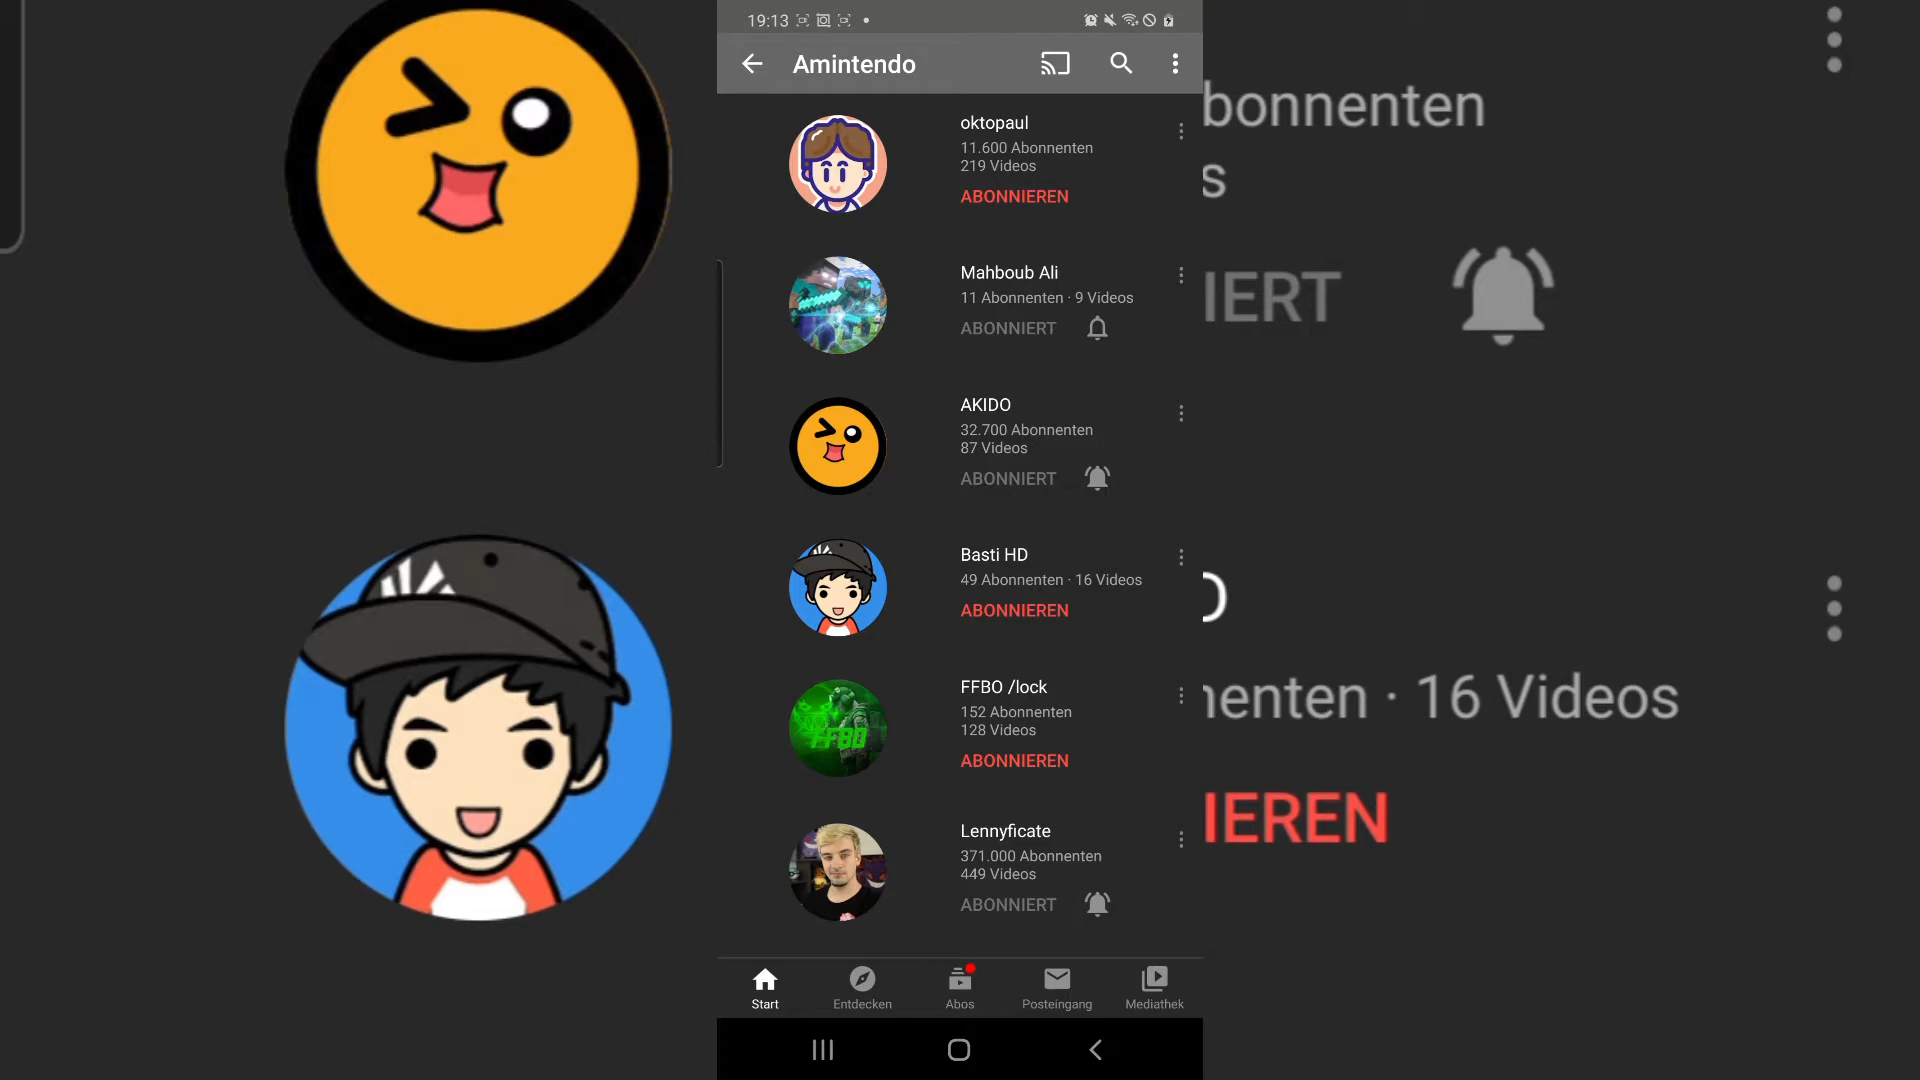 19:13
Amintendo
oktopaul
11.600 Abonnenten
219 Videos
ABONNIEREN
Mahboub Ali
11 Abonnenten · 9 Videos
ABONNIERT
AKIDO
32.700 Abonnenten
87 Videos
ABONNIERT
Basti HD
49 Abonnenten · 16 Videos
ABONNIEREN
FFBO
FFBO /lock
152 Abonnenten
128 Videos
ABONNIEREN
Lennyficate
371.000 Abonnenten
449 Videos
ABONNIERT
Start
Entdecken
Abos
Posteingang
Mediathek
bonnenten
s
IERT
D
nenten · 16 Videos
IEREN